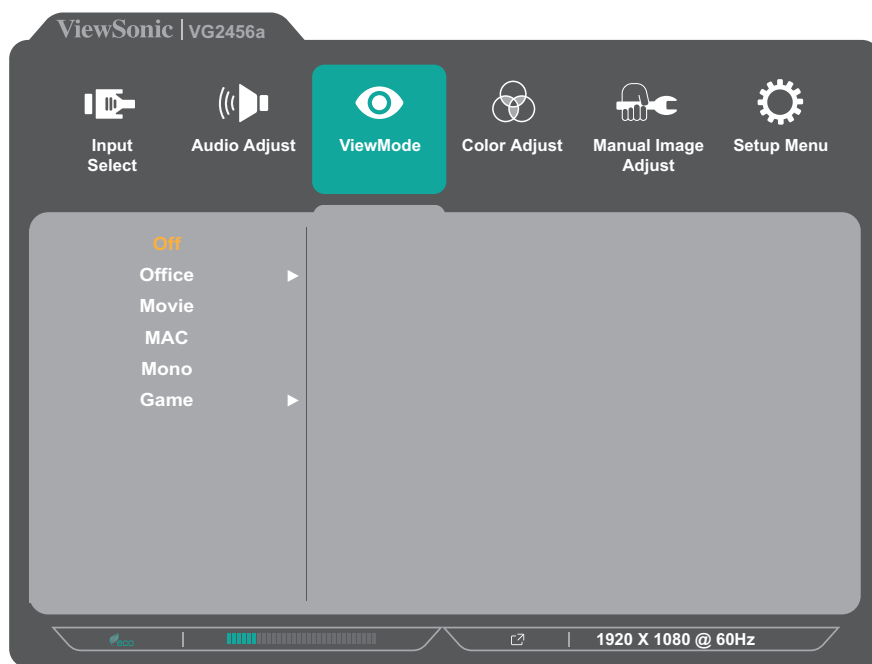 ViewSonic | VG2456a
Input
Select
Audio Adjust
ViewMode
Color Adjust
Manual Image
Adjust
Setup Menu
Off
Office
Movie
MAC
Mono
Game
eco
1920 X 1080 @ 60Hz